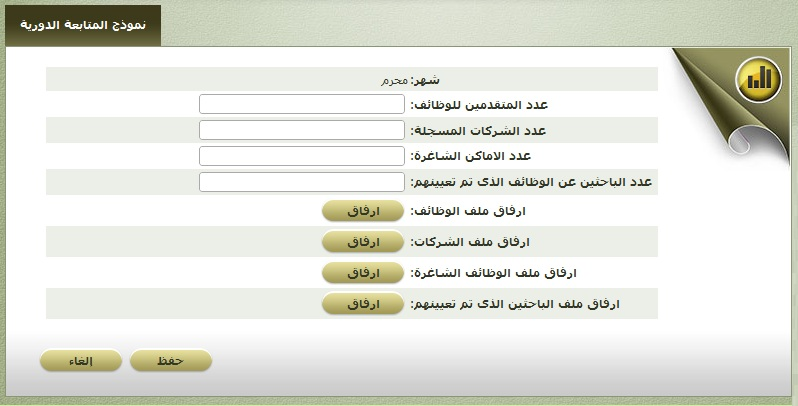 نموذج المتابعة الدورية
شهر: محرم
عدد المتقدمين للوظائف:
عدد الشركات المسجلة:
عدد الاماكن الشاغرة:
عدد الباحثين عن الوظائف الذى تم تعيينهم:
ارفاق ملف الوظائف: ارفاق
ارفاق ملف الشركات: ارفاق
ارفاق ملف الوظائف الشاغرة: ارفاق
ارفاق ملف الباحثين الذى تم تعيينهم: ارفاق
حفظ إلغاء